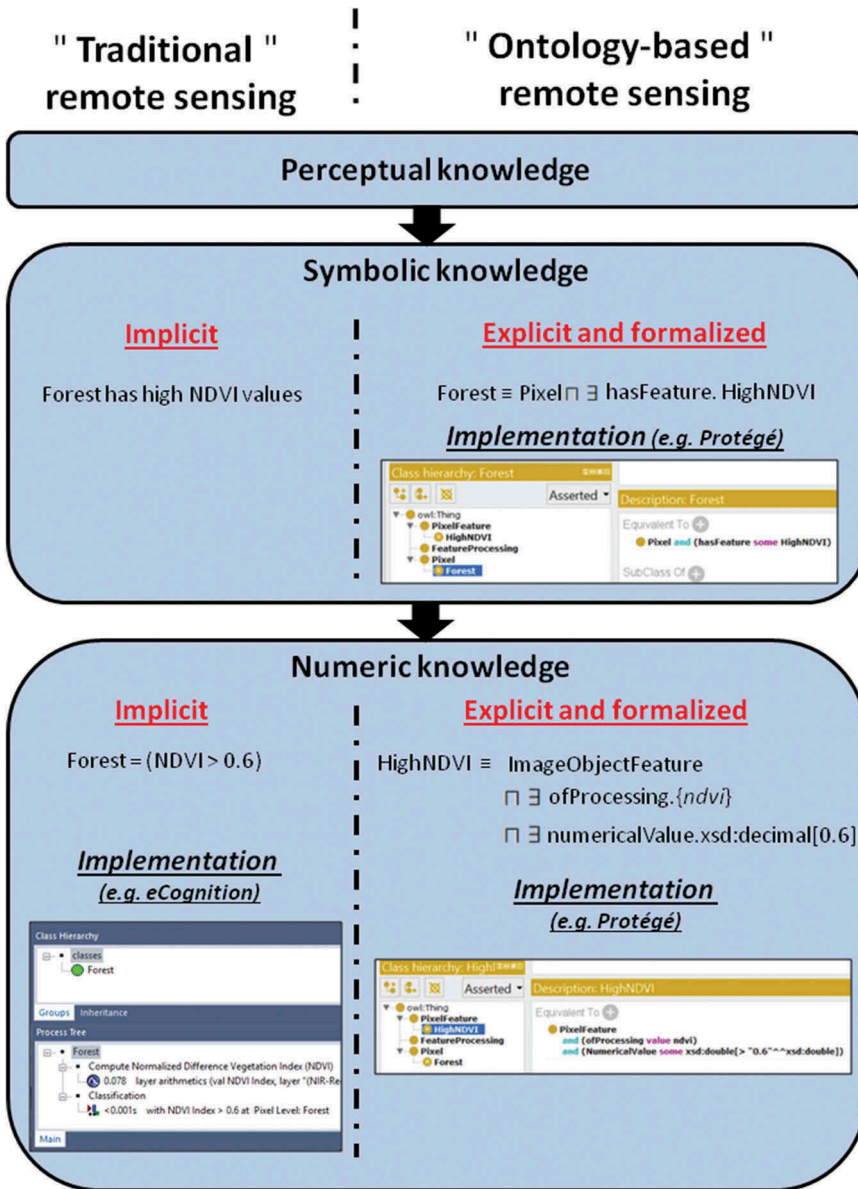 " Traditional "
remote sensing
" Ontology-based "
remote sensing
Perceptual knowledge
Symbolic knowledge
Implicit
Forest has high NDVI values
Explicit and formalized
Forest ≡ Pixel ⊓ ∃ hasFeature. HighNDVI
Implementation (e.g. Protégé)
Class hierarchy: Forest
Asserted
owl:Thing
PixelFeature
HighNDVI
FeatureProcessing
Pixel
Forest
Description: Forest
Equivalent To
Pixel and (hasFeature some HighNDVI)
SubClass Of
Numeric knowledge
Implicit
Forest = (NDVI > 0.6)
Implementation
(e.g. eCognition)
Class Hierarchy
classes
Forest
Groups Inheritance
Process Tree
Forest
Compute Normalized Difference Vegetation Index (NDVI)
0.078 layer arithmetics (val NDVI Index, layer "(NIR-Re
Classification
<0.001s with NDVI Index > 0.6 at Pixel Level: Forest
Main
Explicit and formalized
HighNDVI ≡ ImageObjectFeature
⊓ ∃ ofProcessing.{ndvi}
⊓ ∃ numericalValue.xsd:decimal[0.6]
Implementation
(e.g. Protégé)
Class hierarchy: High
Asserted
owl:Thing
PixelFeature
HighNDVI
FeatureProcessing
Pixel
Forest
Description: HighNDVI
Equivalent To
PixelFeature
and (ofProcessing value ndvi)
and (NumericalValue some xsd:double[> "0.6"^^xsd:double])